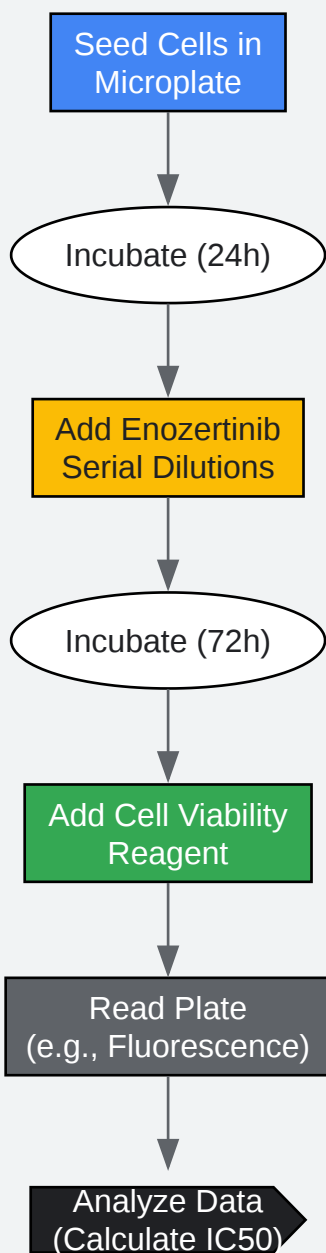 Seed Cells in
Microplate
Incubate (24h)
Add Enozertinib
Serial Dilutions
Incubate (72h)
Add Cell Viability
Reagent
Read Plate
(e.g., Fluorescence)
Analyze Data
(Calculate IC50)